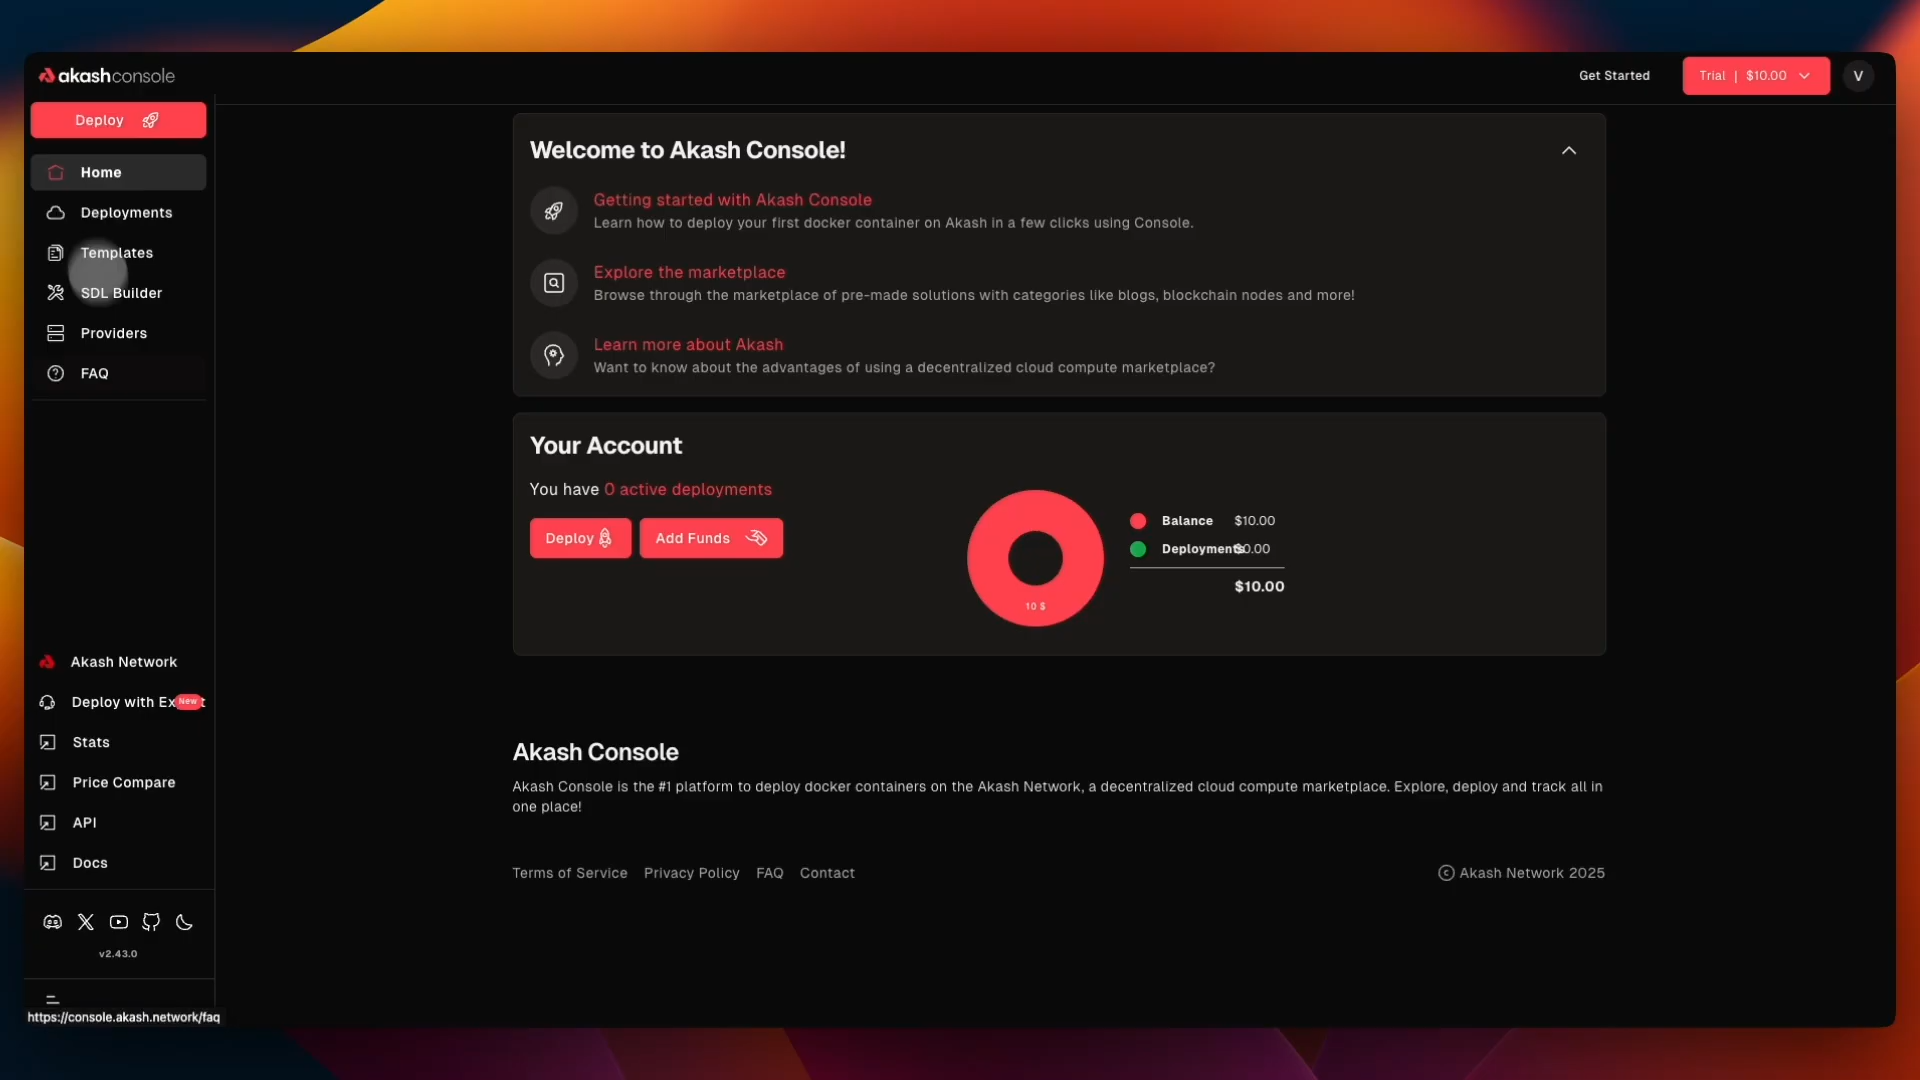 akashconsole
Get Started
Trial | $10.00
V
Deploy
Home
Deployments
Templates
SDL Builder
Providers
FAQ
Welcome to Akash Console!
Getting started with Akash Console
Learn how to deploy your first docker container on Akash in a few clicks using Console.
Explore the marketplace
Browse through the marketplace of pre-made solutions with categories like blogs, blockchain nodes and more!
Learn more about Akash
Want to know about the advantages of using a decentralized cloud compute marketplace?
Your Account
You have 0 active deployments
Deploy
Add Funds
10 $
Balance $10.00
Deployments $0.00
$10.00
Akash Network
Deploy with Ex New t
Stats
Price Compare
API
Docs
v2.43.0
Akash Console
Akash Console is the #1 platform to deploy docker containers on the Akash Network, a decentralized cloud compute marketplace. Explore, deploy and track all in
one place!
Terms of Service
Privacy Policy
FAQ
Contact
© Akash Network 2025
https://console.akash.network/faq